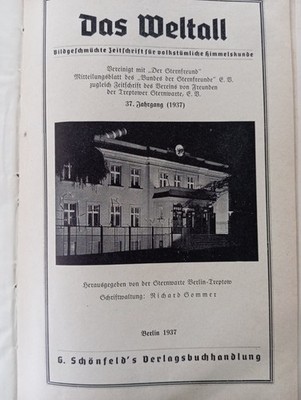 Das Weltall
Bildgeschmückte Zeitschrift für volkstümliche Himmelskunde
Vereinigt mit „Der Sternfreund"
Mitteilungsblatt des „Bundes der Sternfreunde" E. V.
zugleich Zeitschrift des Vereins von Freunden
der Treptower Sternwarte, E. V.
37. Jahrgang (1937)
Herausgegeben von der Sternwarte Berlin-Treptow
Schriftwaltung: Richard Sommer
Berlin 1937
G. Schönfeld's Verlagsbuchhandlung